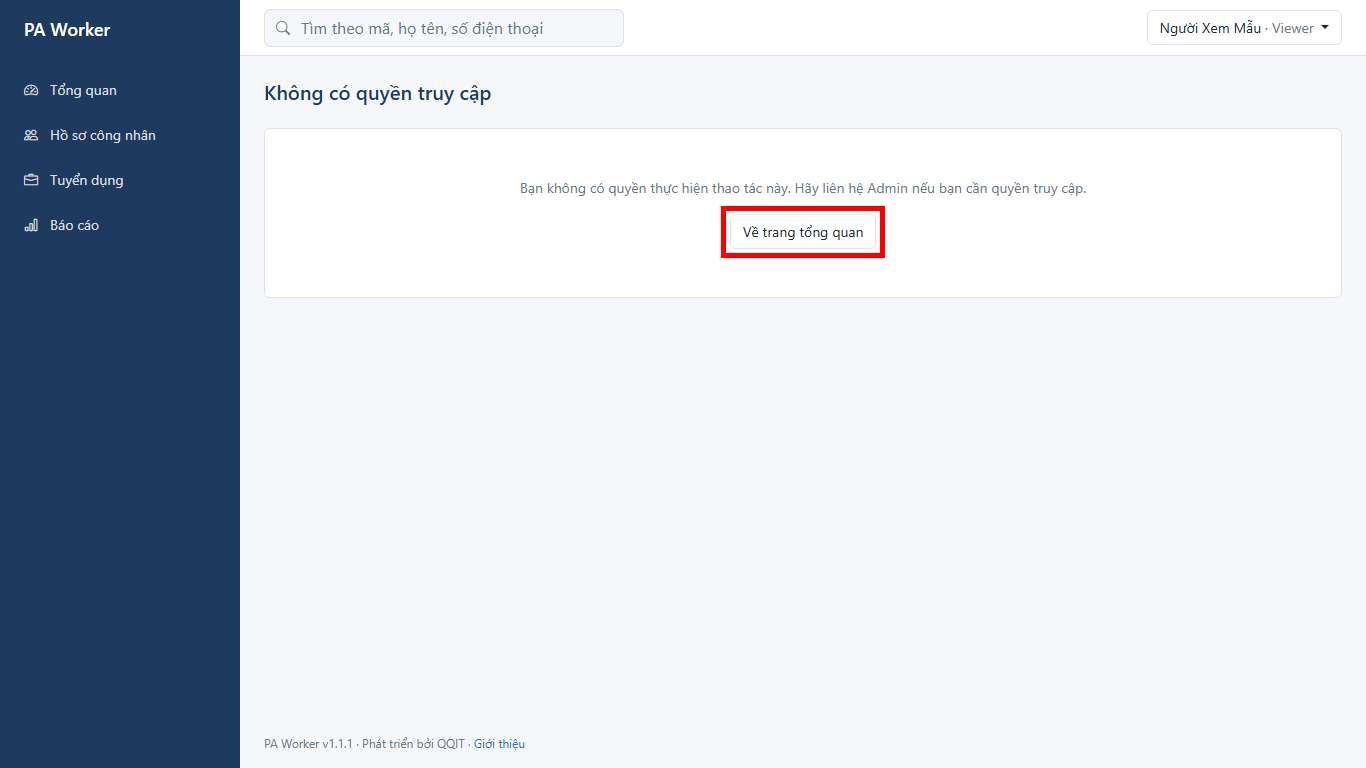 PA Worker
Tìm theo mã, họ tên, số điện thoại
Người Xem Mẫu · Viewer
Tổng quan
Hồ sơ công nhân
Tuyển dụng
Báo cáo
Không có quyền truy cập
Bạn không có quyền thực hiện thao tác này. Hãy liên hệ Admin nếu bạn cần quyền truy cập.
Về trang tổng quan
PA Worker v1.1.1 · Phát triển bởi QQIT · Giới thiệu